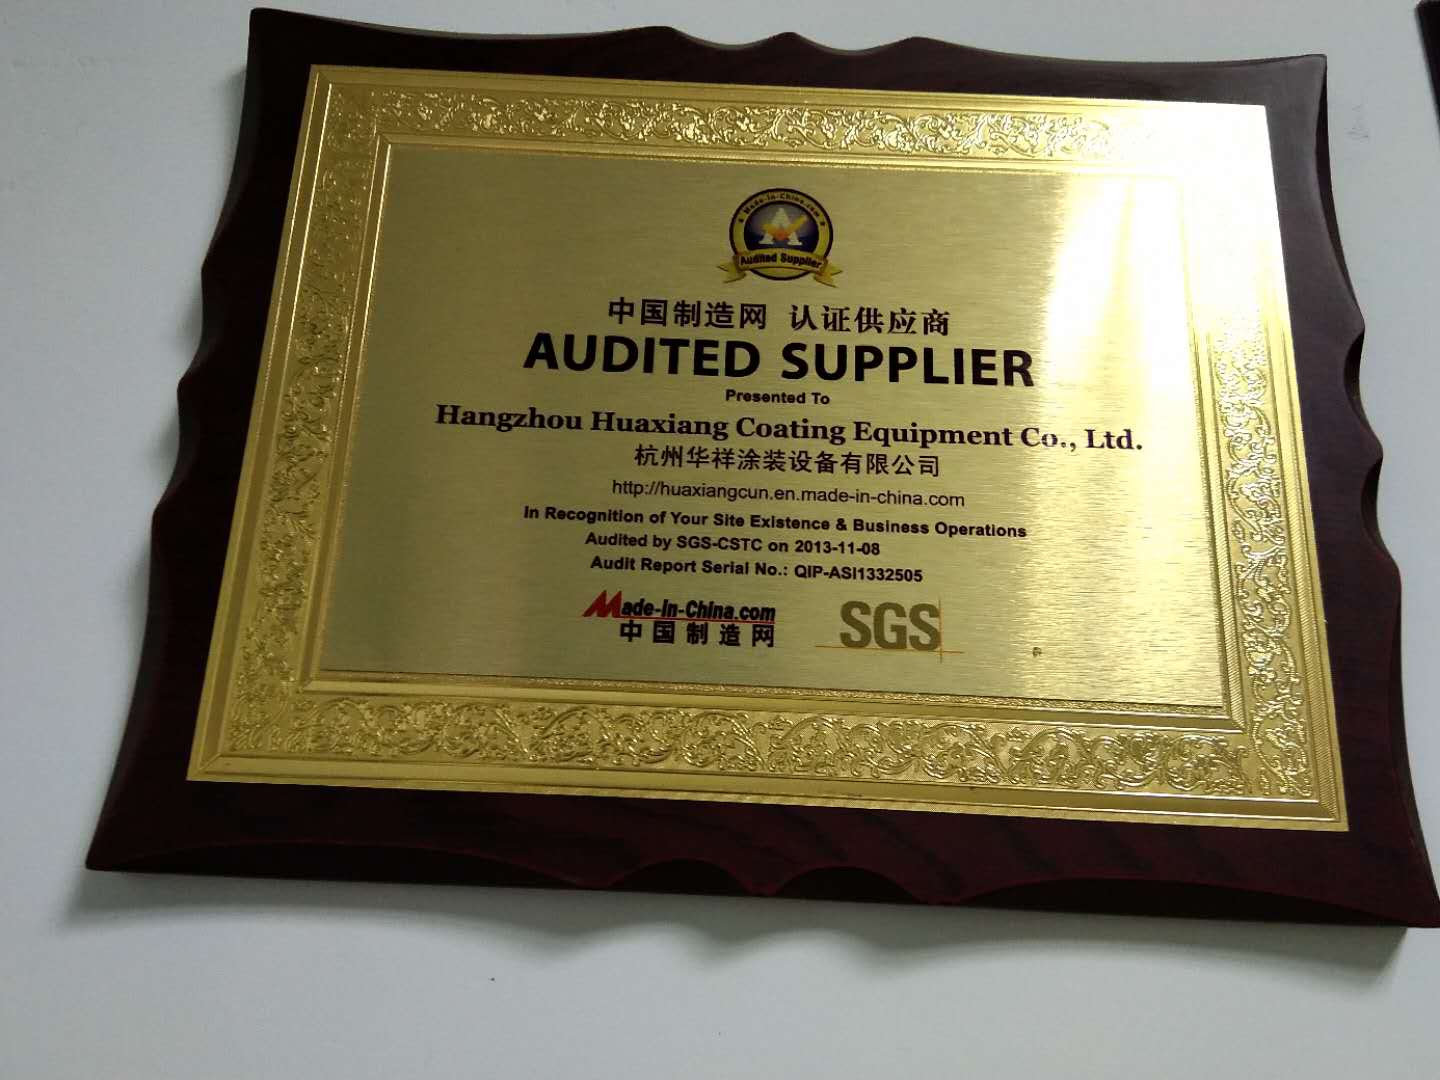 Made-in-China.com
Audited Supplier
中国制造网 认证供应商
AUDITED SUPPLIER
Presented To
Hangzhou Huaxiang Coating Equipment Co., Ltd.
杭州华祥涂装设备有限公司
http://huaxiangcun.en.made-in-china.com
In Recognition of Your Site Existence & Business Operations
Audited by SGS-CSTC on 2013-11-08
Audit Report Serial No.: QIP-ASI1332505
Made-in-China.com
中国制造网
SGS